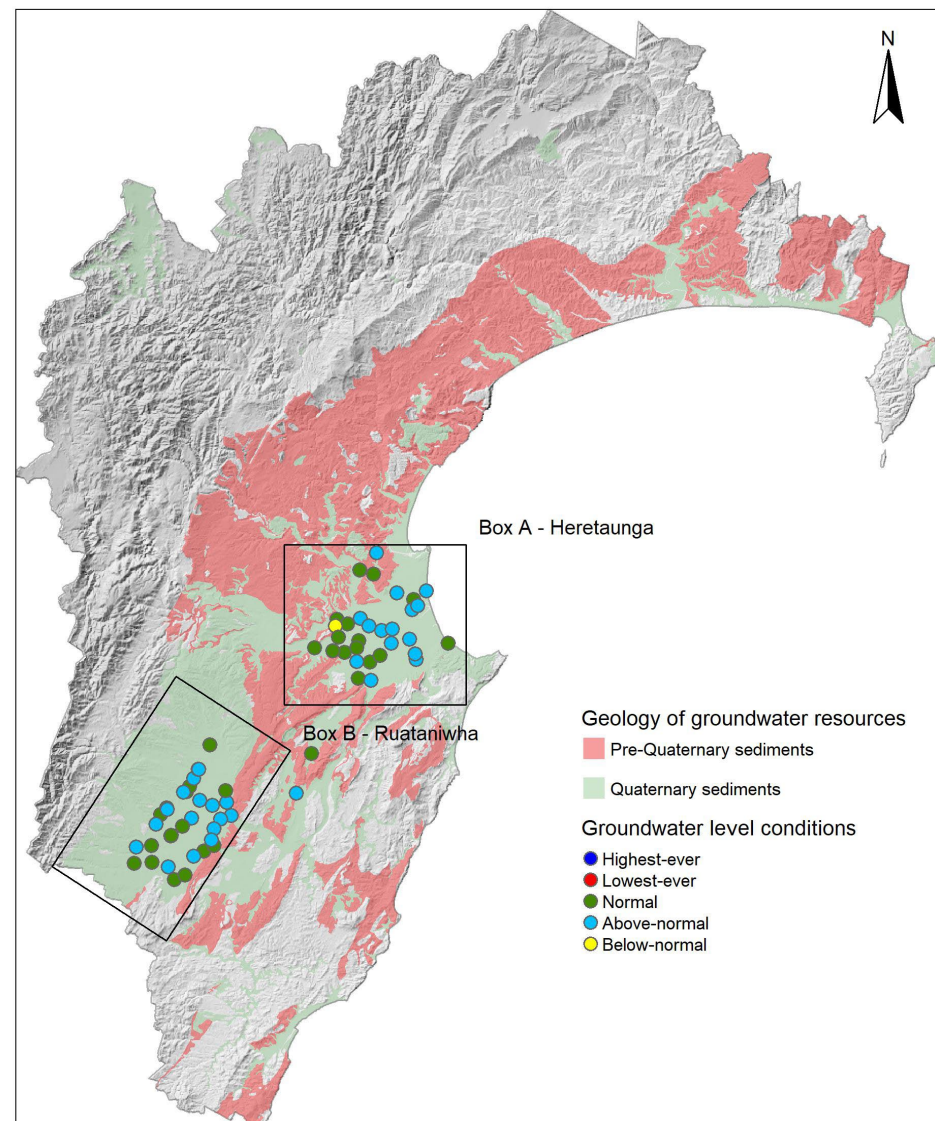 N
Box A - Heretaunga
Box B - Ruataniwha
Geology of groundwater resources
Pre-Quaternary sediments
Quaternary sediments
Groundwater level conditions
Highest-ever
Lowest-ever
Normal
Above-normal
Below-normal